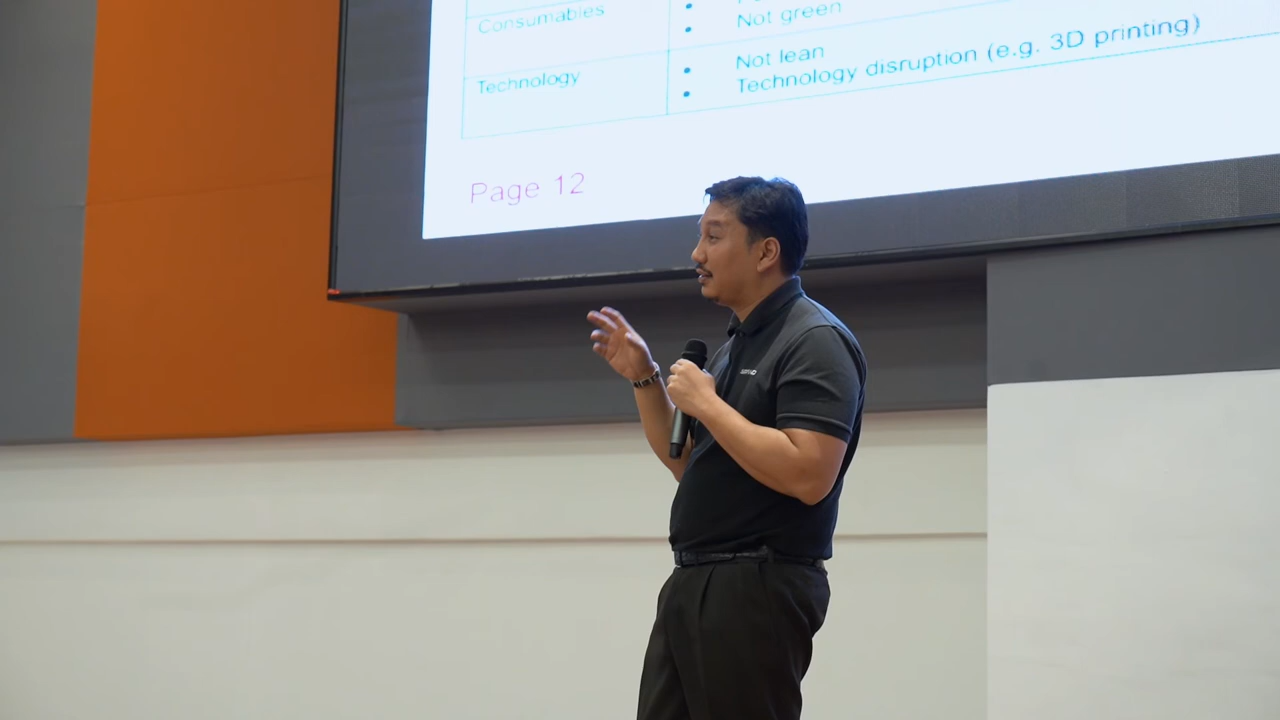 Consumables
Not green
Technology
Not lean
Technology disruption (e.g. 3D printing)
Page 12